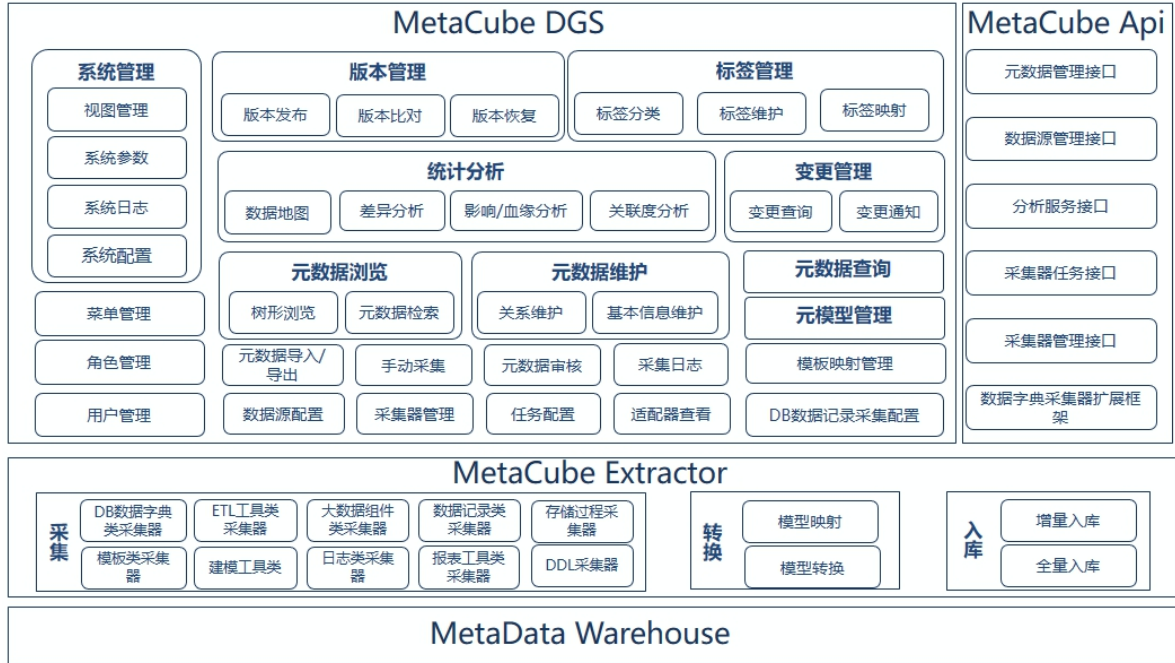 MetaCube DGS
系统管理
视图管理
系统参数
系统日志
系统配置
菜单管理
角色管理
用户管理
版本管理
版本发布
版本比对
版本恢复
标签管理
标签分类
标签维护
标签映射
统计分析
数据地图
差异分析
影响/血缘分析
关联度分析
变更管理
变更查询
变更通知
元数据浏览
树形浏览
元数据检索
元数据维护
关系维护
基本信息维护
元数据查询
元模型管理
元数据导入/
导出
手动采集
元数据审核
采集日志
模板映射管理
数据源配置
采集器管理
任务配置
适配器查看
DB数据记录采集配置
MetaCube Api
元数据管理接口
数据源管理接口
分析服务接口
采集器任务接口
采集器管理接口
数据字典采集器扩展框
架
MetaCube Extractor
采
集
DB数据字典
类采集器
ETL工具类
采集器
大数据组件
类采集器
数据记录类
采集器
存储过程采
集器
模板类采集
器
建模工具类
日志类采集
器
报表工具类
采集器
DDL采集器
转
换
模型映射
模型转换
入
库
增量入库
全量入库
MetaData Warehouse